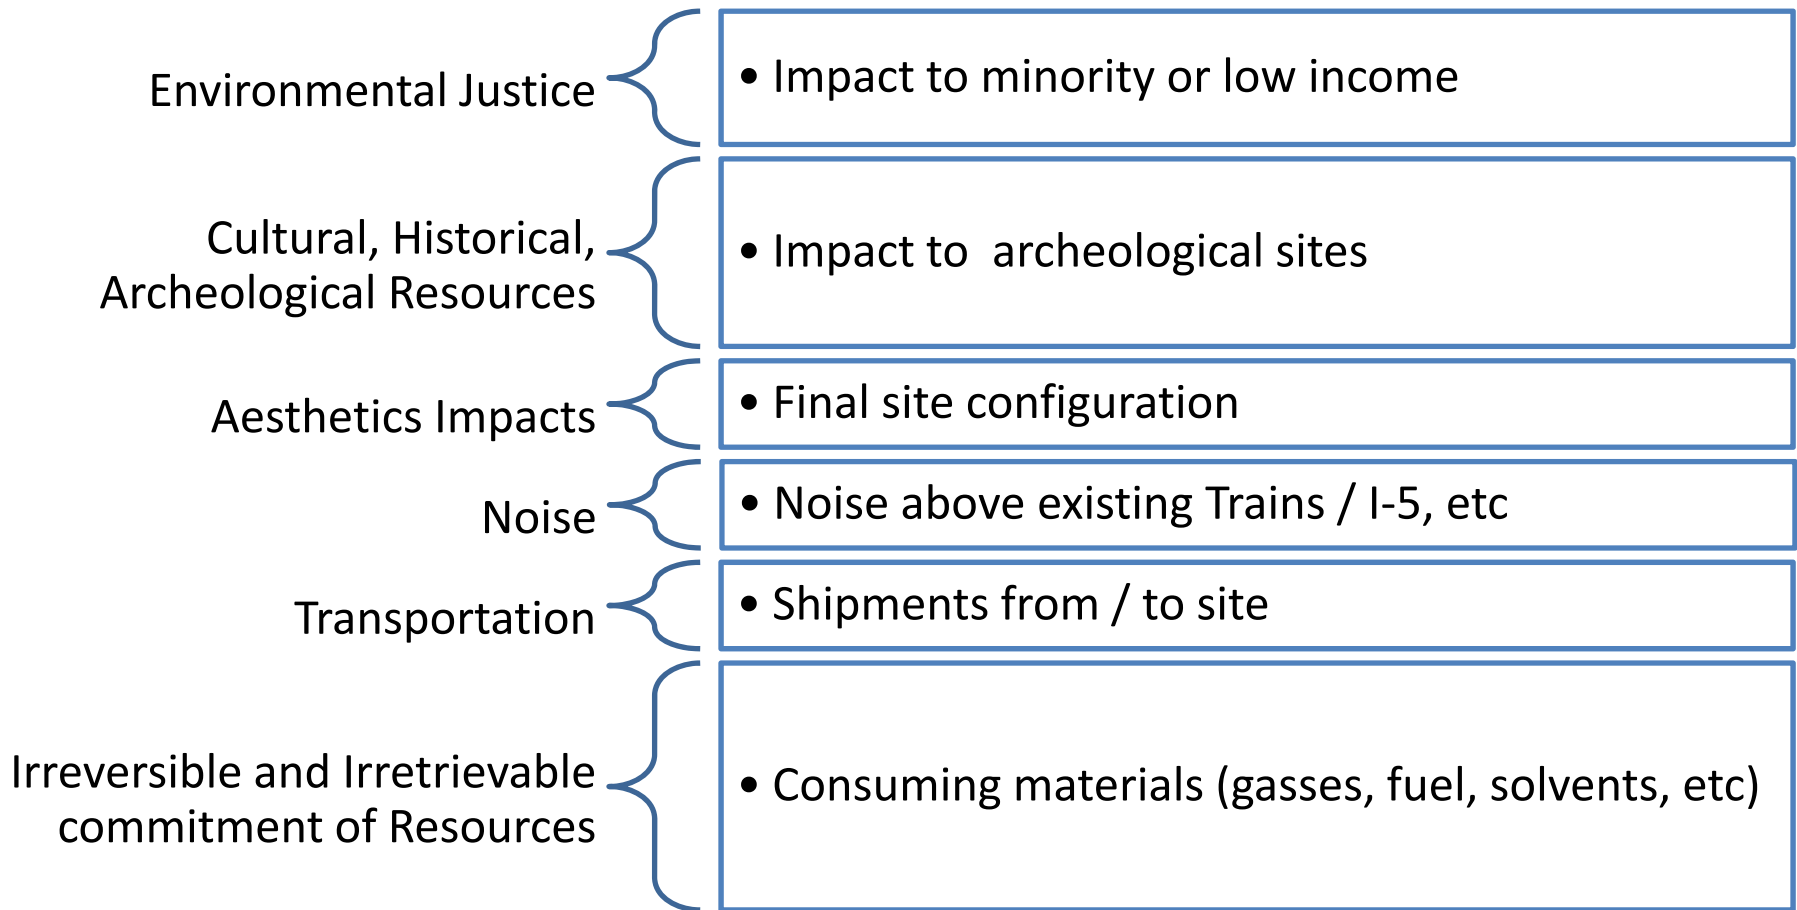 Environmental Justice
• Impact to minority or low income
Cultural, Historical,
Archeological Resources
• Impact to  archeological sites
Aesthetics Impacts
• Final site configuration
Noise
• Noise above existing Trains / I-5, etc
Transportation
• Shipments from / to site
Irreversible and Irretrievable
commitment of Resources
• Consuming materials (gasses, fuel, solvents, etc)